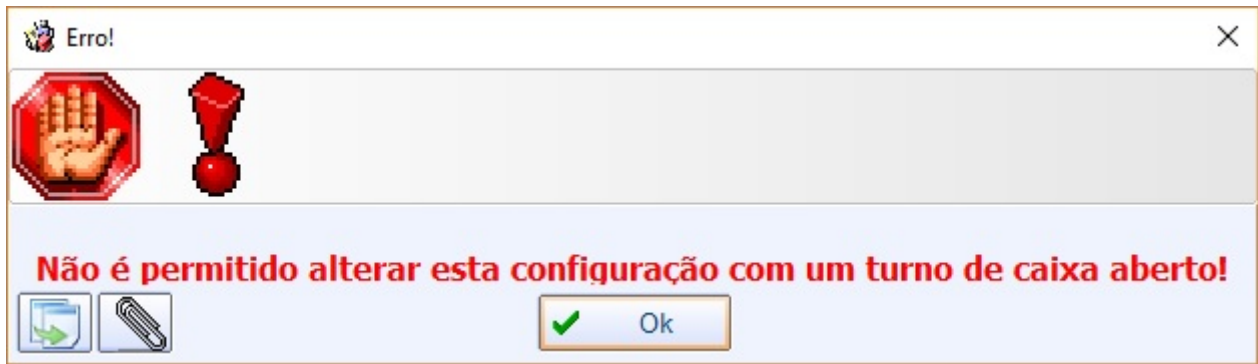 Erro!
Não é permitido alterar esta configuração com um turno de caixa aberto!
Ok